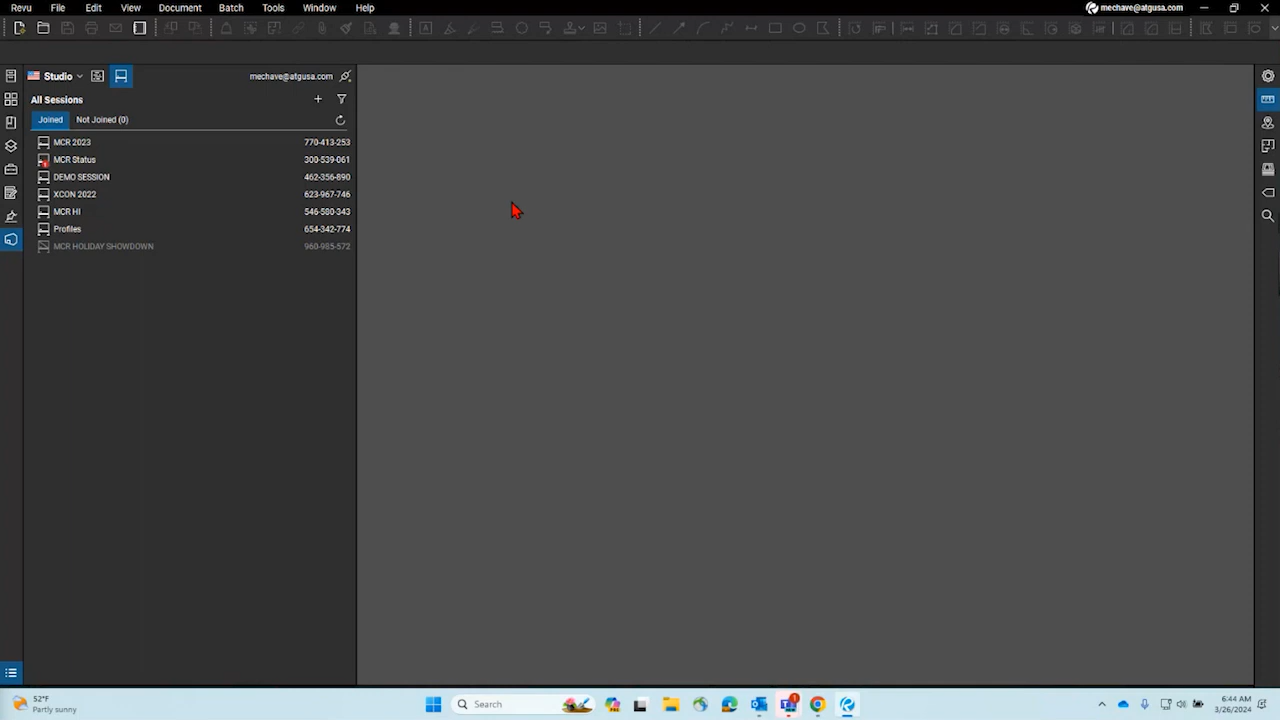 Revu File Edit View Document Batch Tools Window Help mechave@atgusa.com
Studio mechave@atgusa.com
All Sessions
Joined Not Joined (0)
MCR 2023 770-413-253
MCR Status 300-539-061
DEMO SESSION 462-356-890
XCON 2022 623-967-746
MCR HI 546-580-343
Profiles 654-342-774
MCR HOLIDAY SHOWDOWN 960-985-572
52°F
Partly sunny
Search
1
6:44 AM
3/26/2024